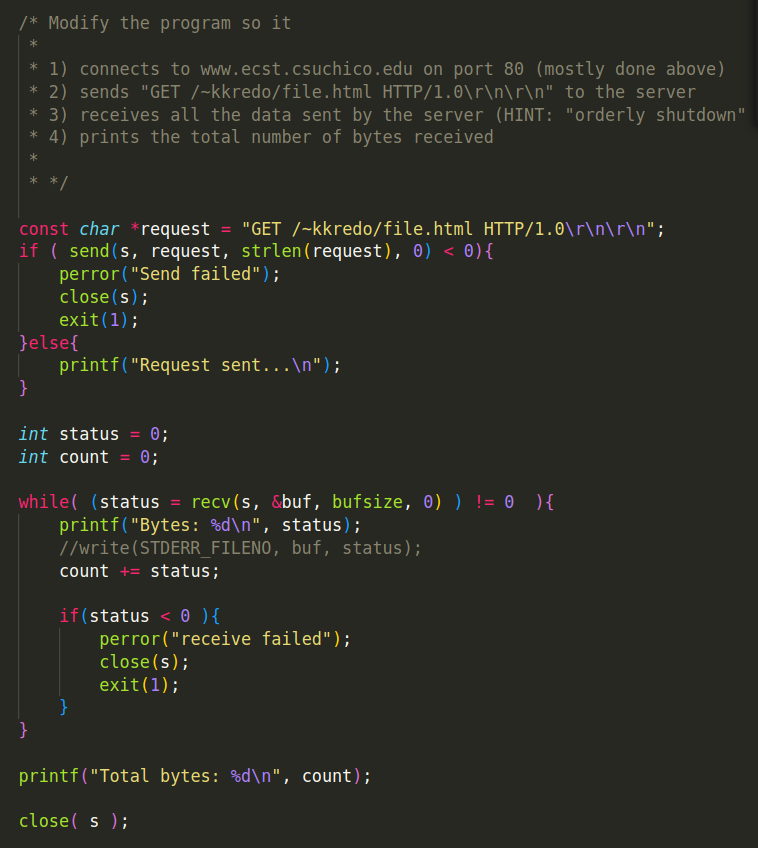 /* Modify the program so it
 *
 * 1) connects to www.ecst.csuchico.edu on port 80 (mostly done above)
 * 2) sends "GET /~kkredo/file.html HTTP/1.0\r\n\r\n" to the server
 * 3) receives all the data sent by the server (HINT: "orderly shutdown"
 * 4) prints the total number of bytes received
 *
 * */
const char *request = "GET /~kkredo/file.html HTTP/1.0\r\n\r\n";
if ( send(s, request, strlen(request), 0) < 0){
    perror("Send failed");
    close(s);
    exit(1);
}else{
    printf("Request sent...\n");
}
int status = 0;
int count = 0;
while( (status = recv(s, &buf, bufsize, 0) ) != 0  ){
    printf("Bytes: %d\n", status);
    //write(STDERR_FILENO, buf, status);
    count += status;
    if(status < 0 ){
        perror("receive failed");
        close(s);
        exit(1);
    }
}
printf("Total bytes: %d\n", count);
close( s );